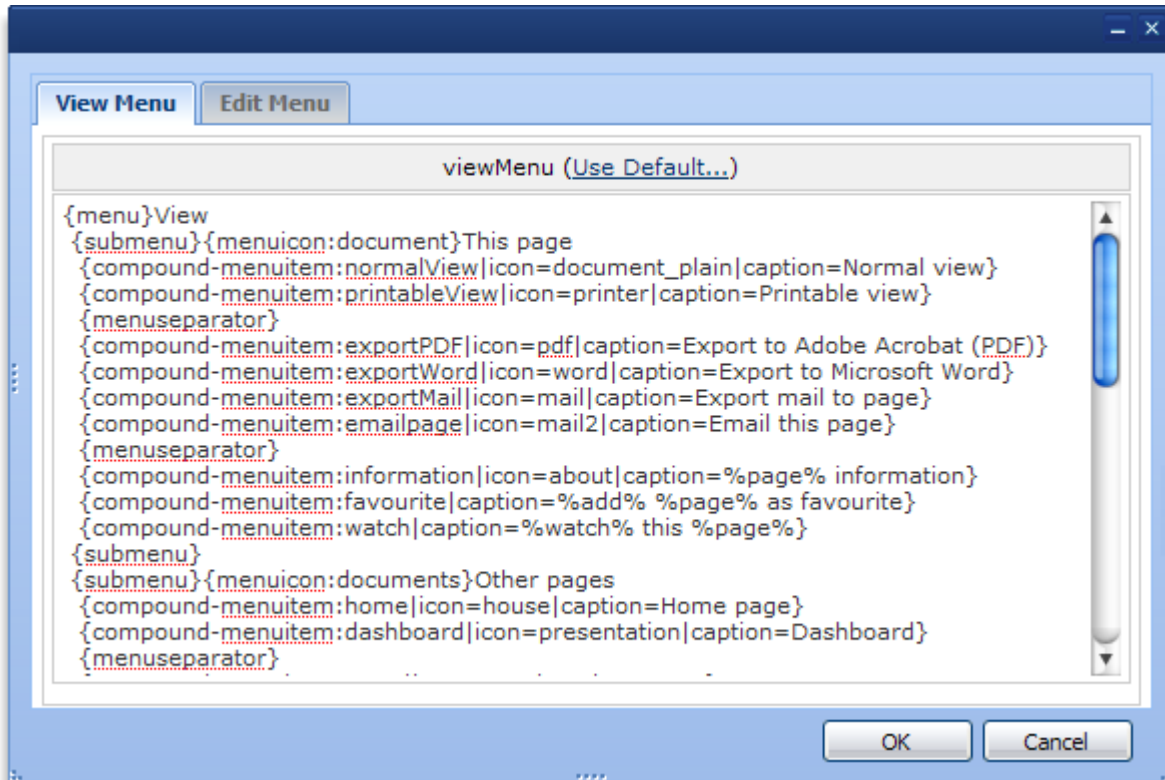 View Menu
Edit Menu
viewMenu (Use Default...)
{menu}View
{submenu}{menuicon:document}This page
{compound-menuitem:normalView|icon=document_plain|caption=Normal view}
{compound-menuitem:printableView|icon=printer|caption=Printable view}
{menuseparator}
{compound-menuitem:exportPDF|icon=pdf|caption=Export to Adobe Acrobat (PDF)}
{compound-menuitem:exportWord|icon=word|caption=Export to Microsoft Word}
{compound-menuitem:exportMail|icon=mail|caption=Export mail to page}
{compound-menuitem:emailpage|icon=mail2|caption=Email this page}
{menuseparator}
{compound-menuitem:information|icon=about|caption=%page% information}
{compound-menuitem:favourite|caption=%add% %page% as favourite}
{compound-menuitem:watch|caption=%watch% this %page%}
{submenu}
{submenu}{menuicon:documents}Other pages
{compound-menuitem:home|icon=house|caption=Home page}
{compound-menuitem:dashboard|icon=presentation|caption=Dashboard}
{menuseparator}
OK
Cancel